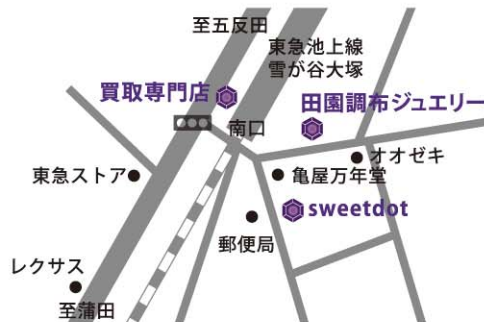 至五反田
東急池上線
雪が谷大塚
買取専門店
田園調布ジュエリー
南口
オオゼキ
東急ストア
亀屋万年堂
sweetdot
郵便局
レクサス
至蒲田